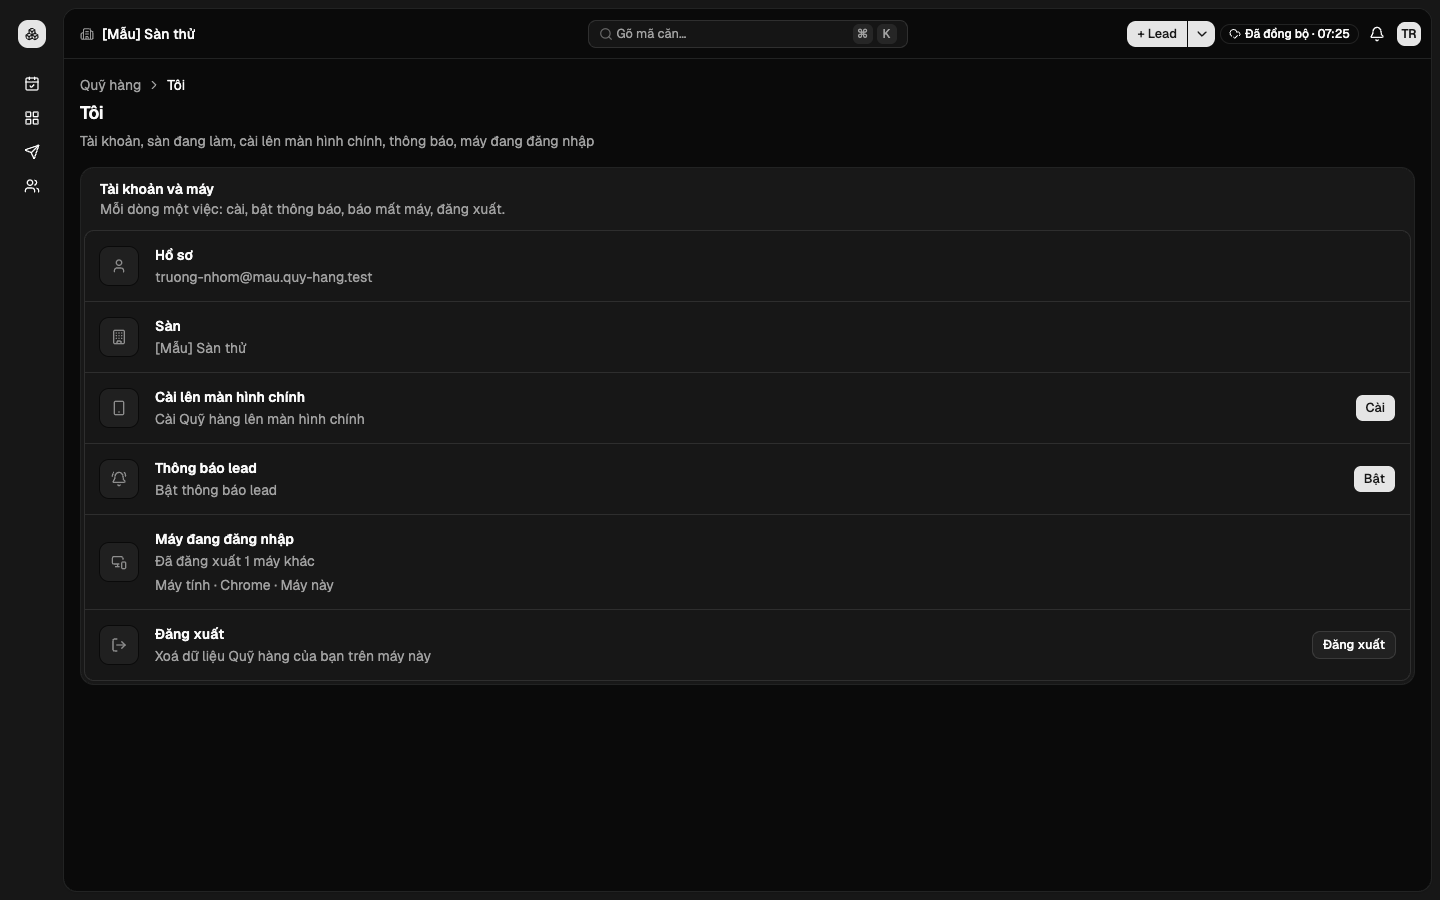 [Mẫu] Sàn thử
Gõ mã căn...
⌘ K
+ Lead
Đã đồng bộ · 07:25
TR
Quỹ hàng > Tôi
Tôi
Tài khoản, sàn đang làm, cài lên màn hình chính, thông báo, máy đang đăng nhập
Tài khoản và máy
Mỗi dòng một việc: cài, bật thông báo, báo mất máy, đăng xuất.
Hồ sơ
truong-nhom@mau.quy-hang.test
Sàn
[Mẫu] Sàn thử
Cài lên màn hình chính
Cài Quỹ hàng lên màn hình chính
Cài
Thông báo lead
Bật thông báo lead
Bật
Máy đang đăng nhập
Đã đăng xuất 1 máy khác
Máy tính · Chrome · Máy này
Đăng xuất
Xoá dữ liệu Quỹ hàng của bạn trên máy này
Đăng xuất